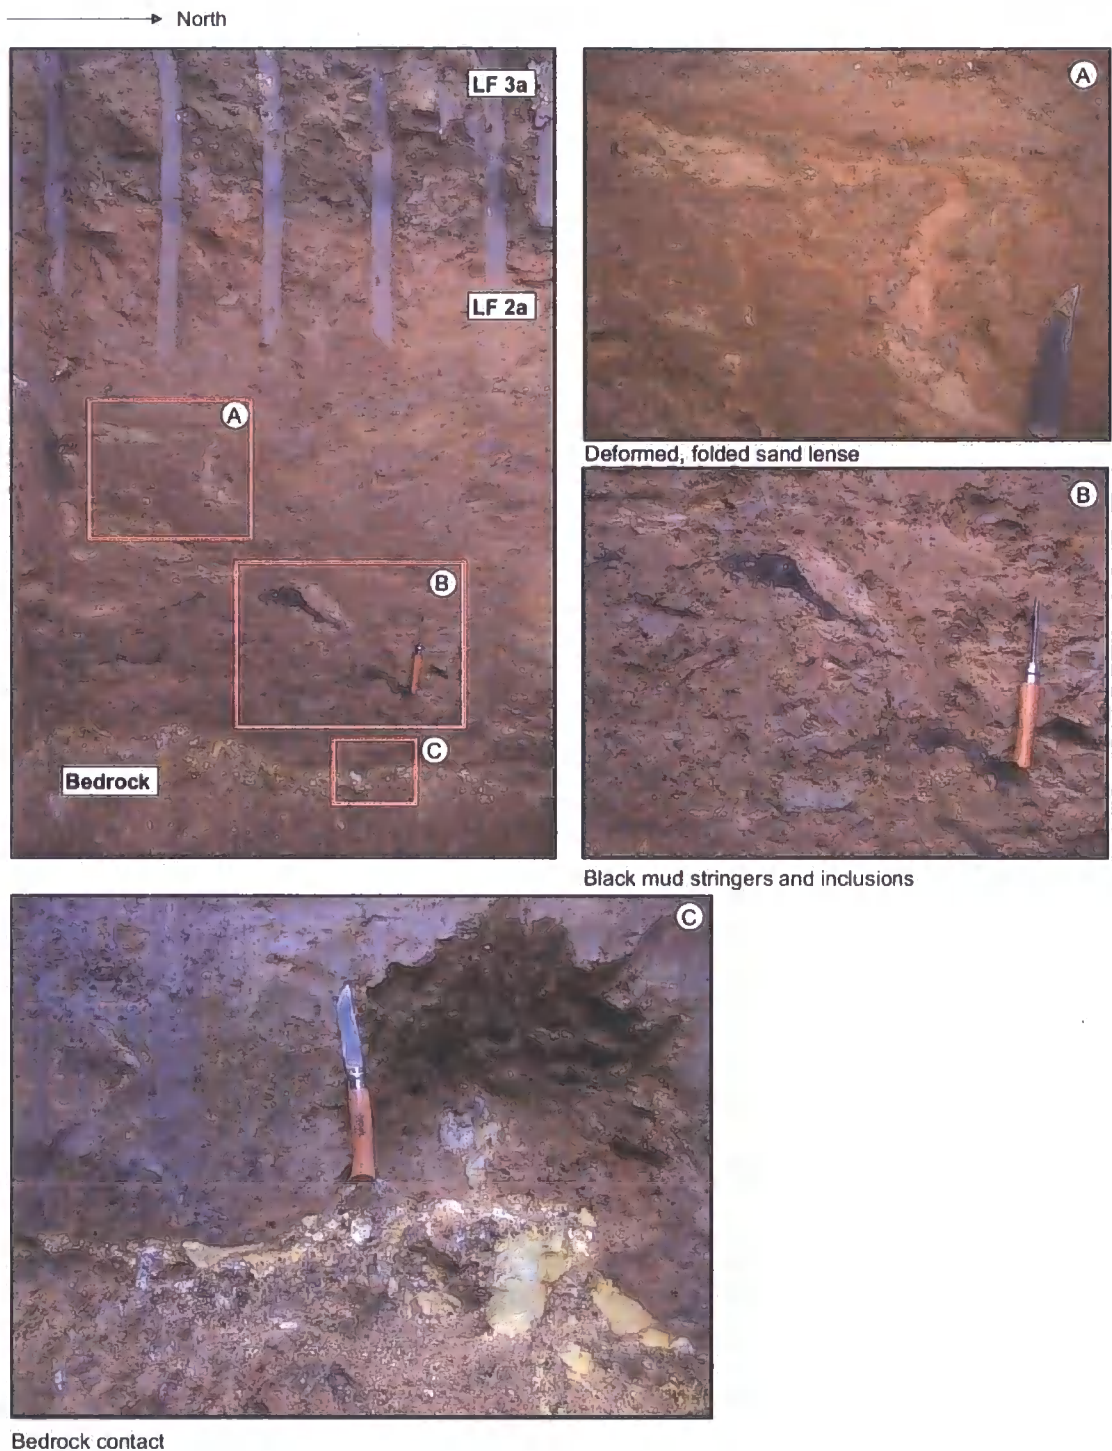 North
LF 3a
LF 2a
A
B
C
Bedrock
A
Deformed, folded sand lense
B
Black mud stringers and inclusions
C
Bedrock contact